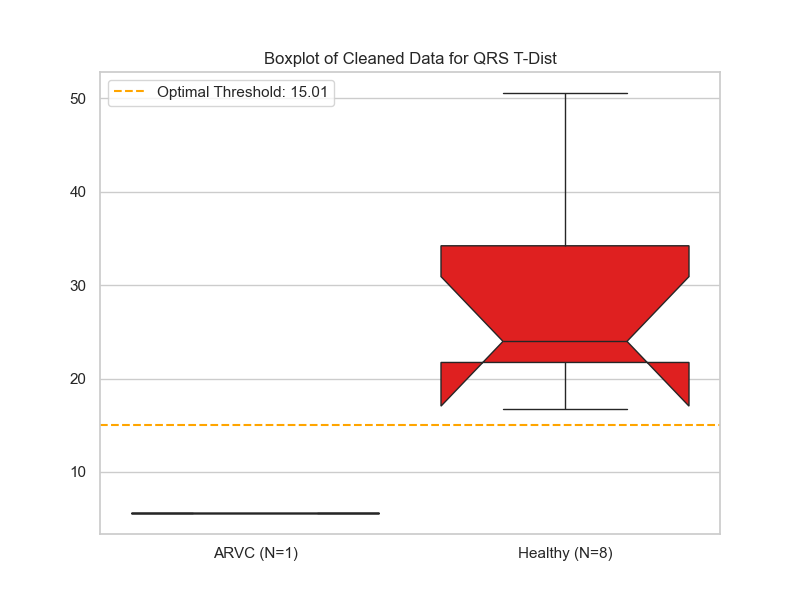 Boxplot of Cleaned Data for QRS T-Dist
Optimal Threshold: 15.01
50
40
30
20
10
ARVC (N=1)
Healthy (N=8)